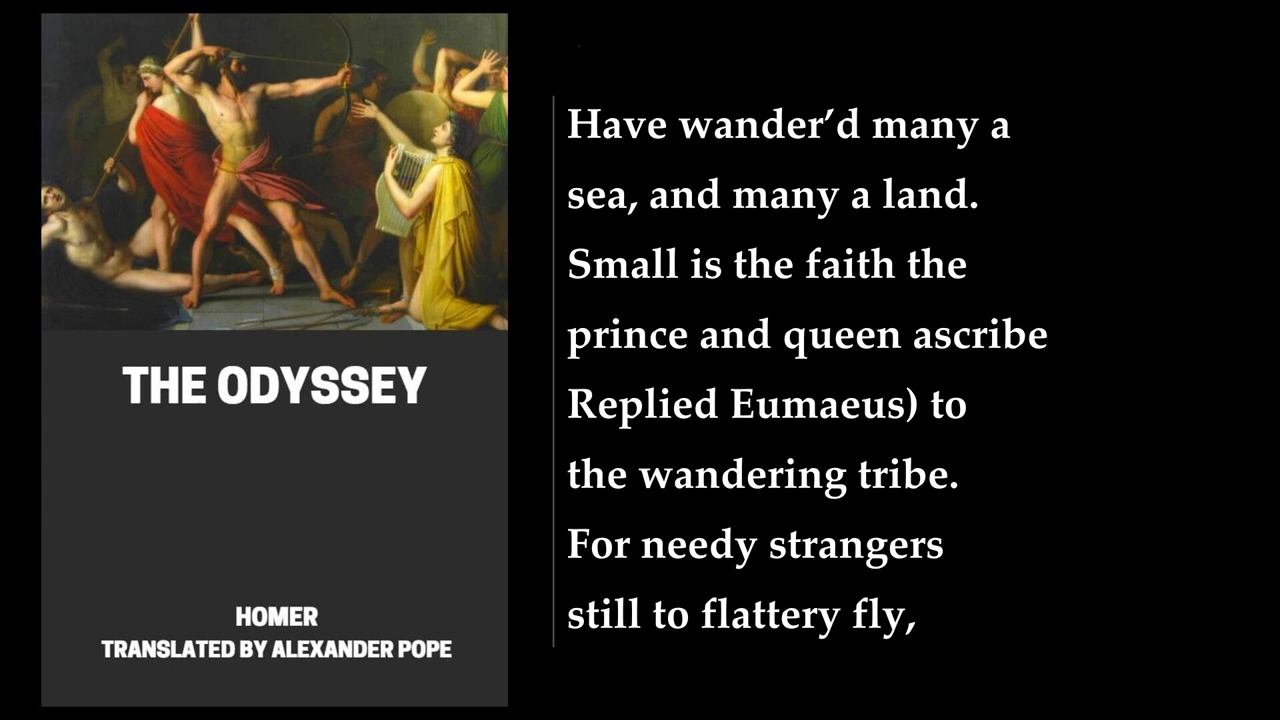 THE ODYSSEY
HOMER
TRANSLATED BY ALEXANDER POPE
Have wander’d many a
sea, and many a land.
Small is the faith the
prince and queen ascribe
Replied Eumaeus) to
the wandering tribe.
For needy strangers
still to flattery fly,